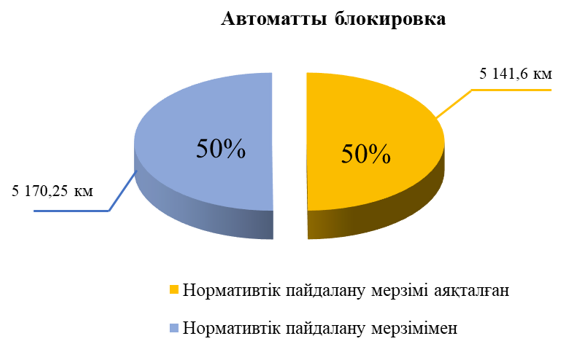 Автоматты блокировка
5 141,6 км
50%
50%
5 170,25 км
Нормативтік пайдалану мерзімі аяқталған
Нормативтік пайдалану мерзімімен